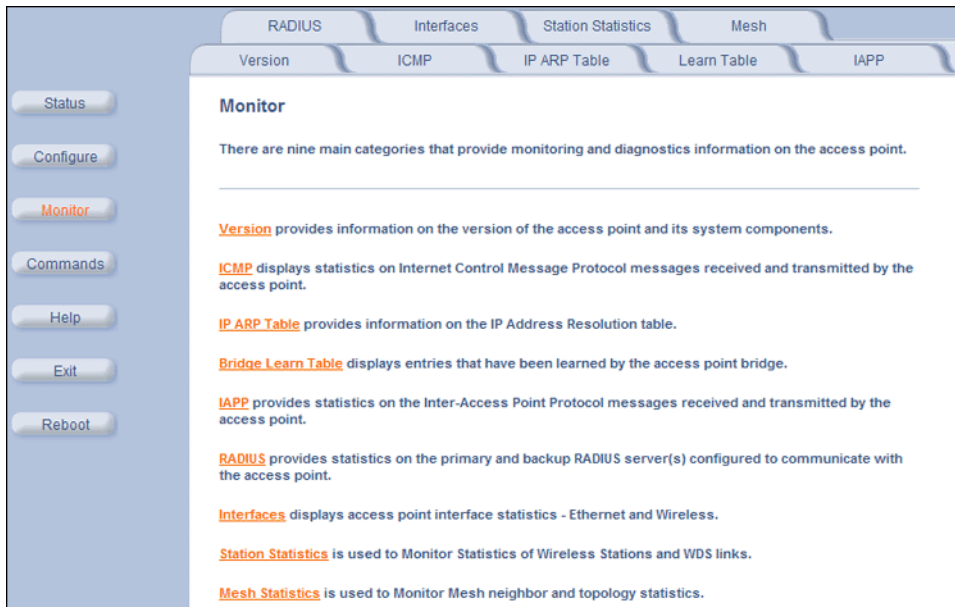 RADIUS Interfaces Station Statistics Mesh
Version ICMP IP ARP Table Learn Table IAPP
Status
Configure
Monitor
Commands
Help
Exit
Reboot
Monitor
There are nine main categories that provide monitoring and diagnostics information on the access point.
Version provides information on the version of the access point and its system components.
ICMP displays statistics on Internet Control Message Protocol messages received and transmitted by the
access point.
IP ARP Table provides information on the IP Address Resolution table.
Bridge Learn Table displays entries that have been learned by the access point bridge.
IAPP provides statistics on the Inter-Access Point Protocol messages received and transmitted by the
access point.
RADIUS provides statistics on the primary and backup RADIUS server(s) configured to communicate with
the access point.
Interfaces displays access point interface statistics - Ethernet and Wireless.
Station Statistics is used to Monitor Statistics of Wireless Stations and WDS links.
Mesh Statistics is used to Monitor Mesh neighbor and topology statistics.